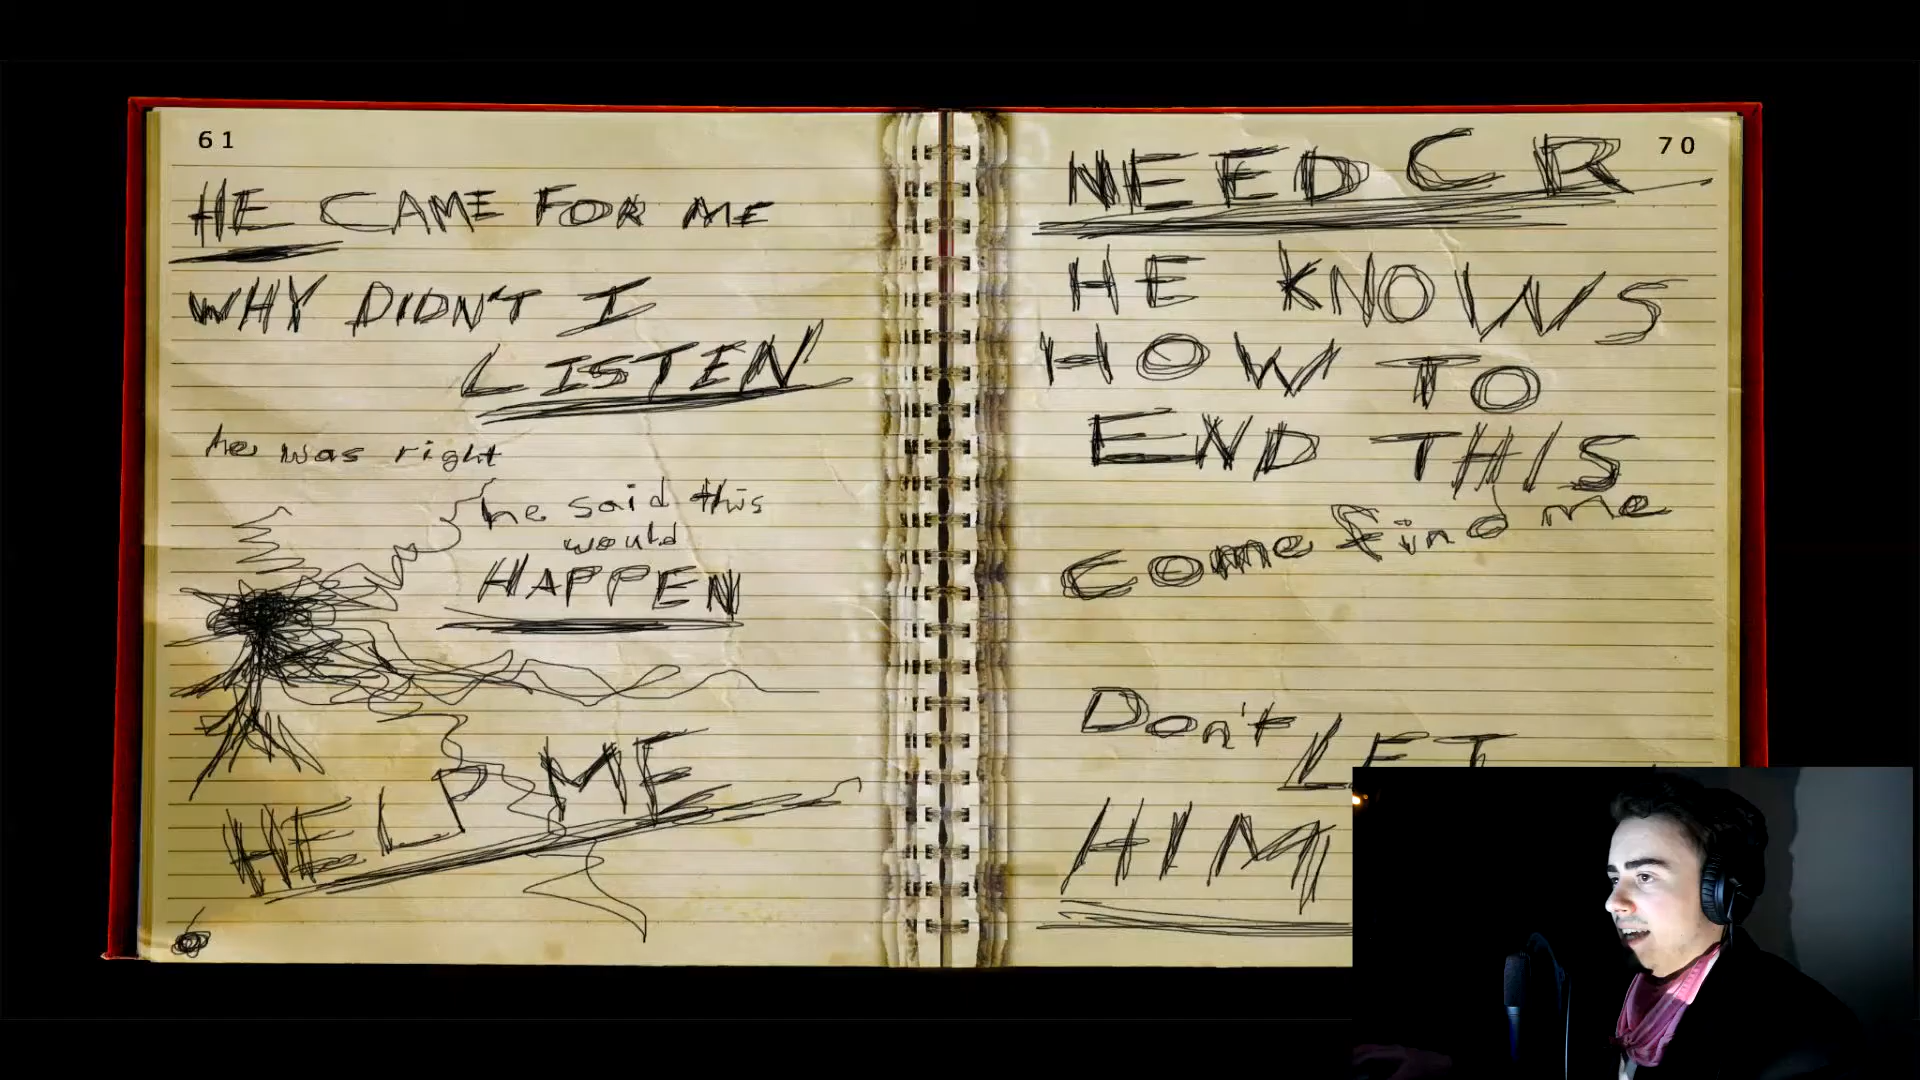 61
HE CAME FOR ME
WHY DIDN'T I
LISTEN
he was right
he said this
would
HAPPEN
HELP ME
70
NEED CR
HE KNOWS
HOW TO
END THIS
come find me
Don't LET
HIM